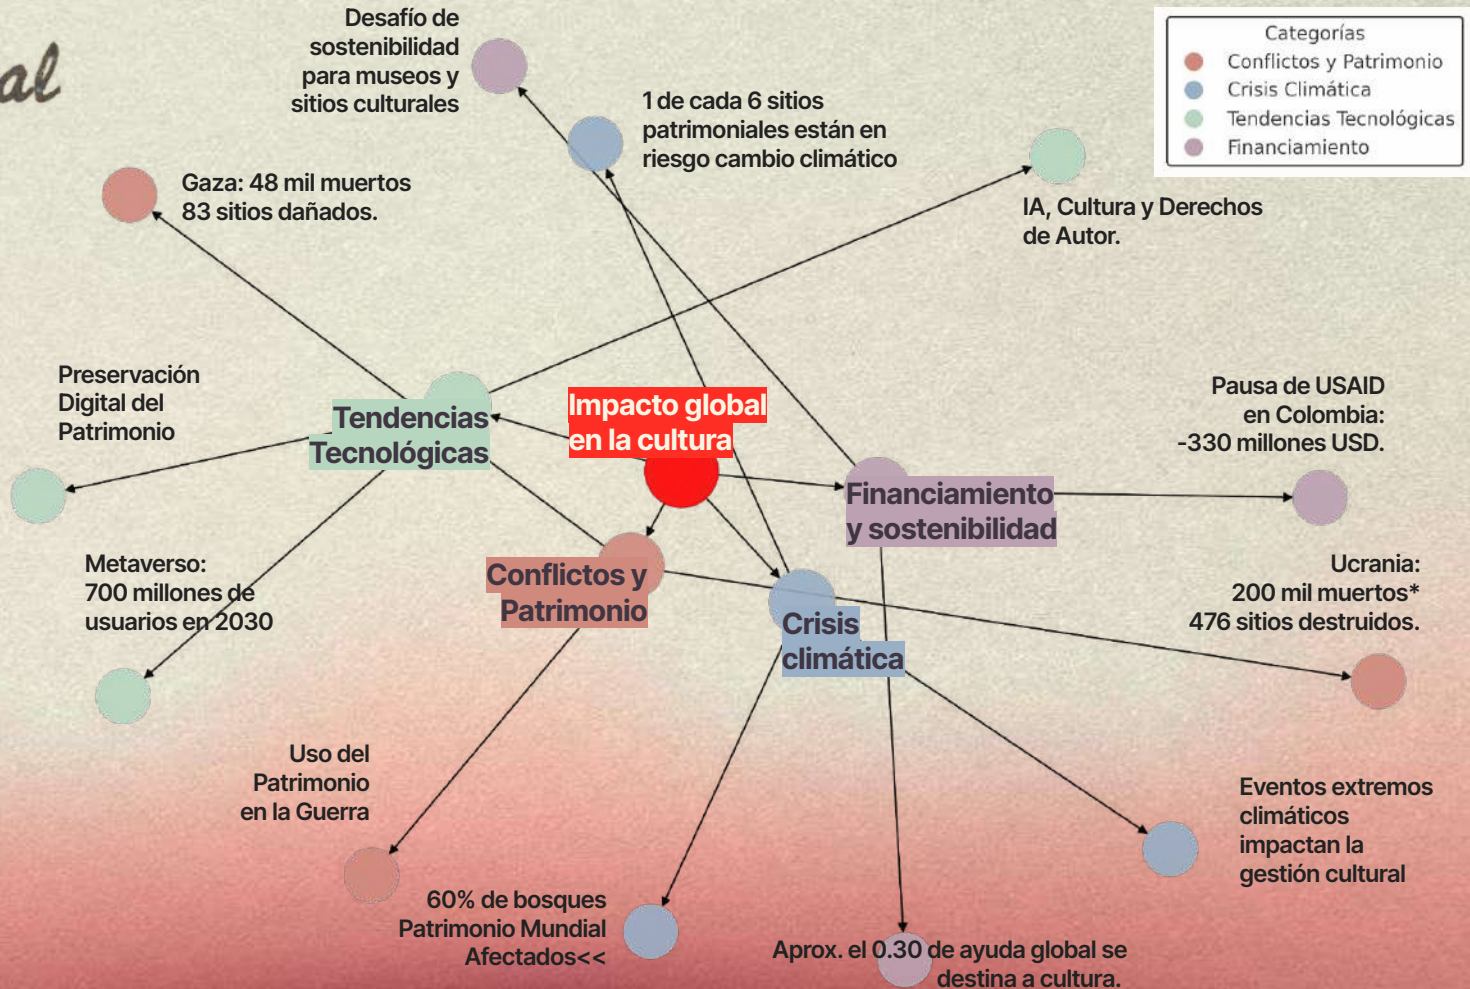 al
Desafío de
sostenibilidad
para museos y
sitios culturales
1 de cada 6 sitios
patrimoniales están en
riesgo cambio climático
Categorías
Conflictos y Patrimonio
Crisis Climática
Tendencias Tecnológicas
Financiamiento
Gaza: 48 mil muertos
83 sitios dañados.
IA, Cultura y Derechos
de Autor.
Preservación
Digital del
Patrimonio
Tendencias
Tecnológicas
Impacto global
en la cultura
Pausa de USAID
en Colombia:
-330 millones USD.
Financiamiento
y sostenibilidad
Metaverso:
700 millones de
usuarios en 2030
Conflictos y
Patrimonio
Crisis
climática
Ucrania:
200 mil muertos*
476 sitios destruidos.
Uso del
Patrimonio
en la Guerra
Eventos extremos
climáticos
impactan la
gestión cultural
60% de bosques
Patrimonio Mundial
Afectados<<
Aprox. el 0.30 de ayuda global se
destina a cultura.